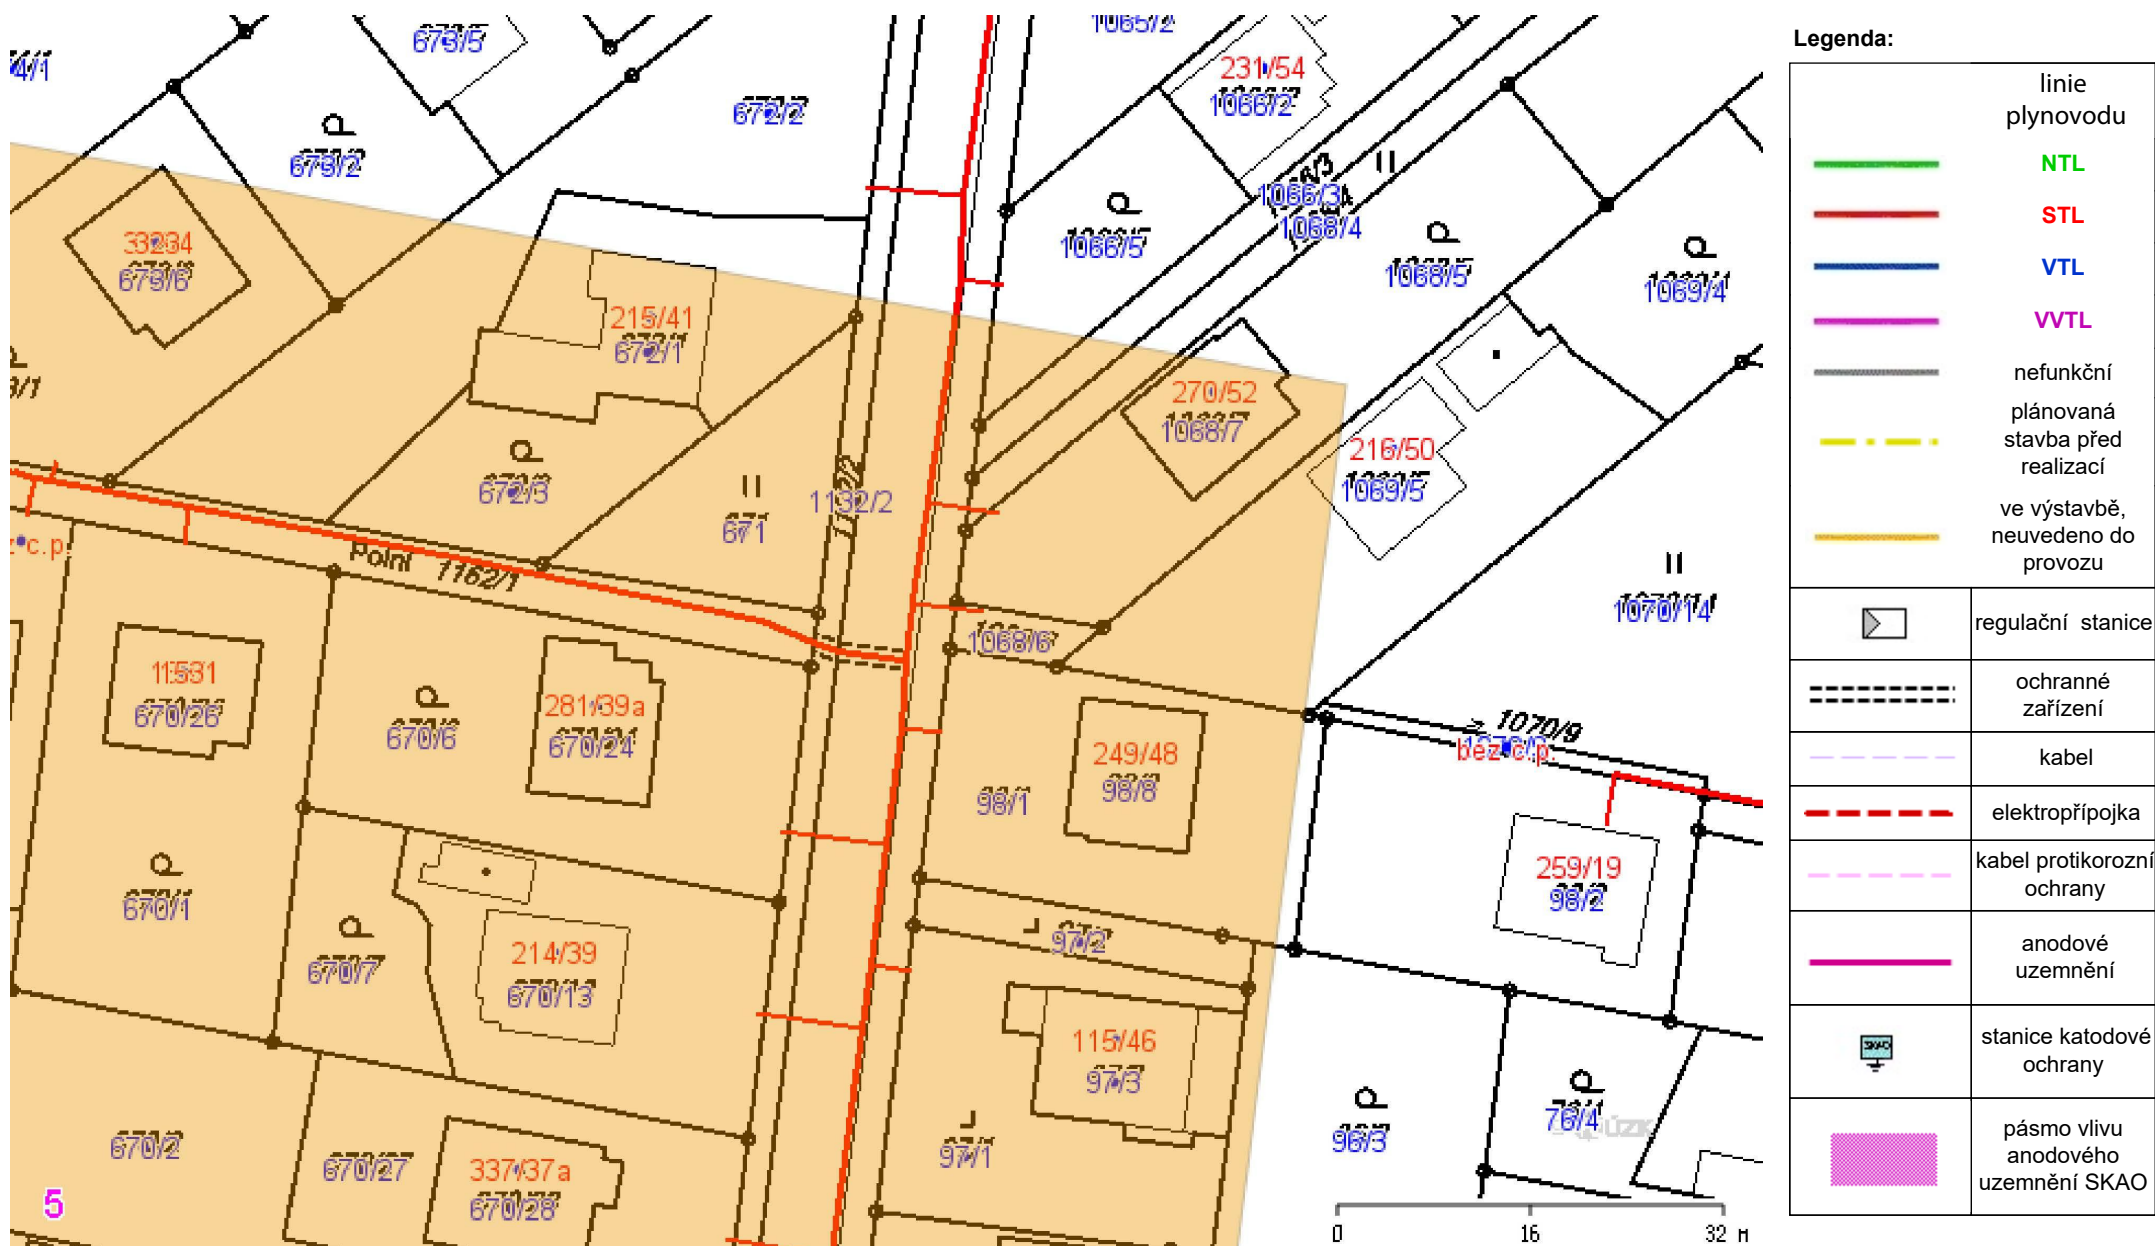 1065/2
673/5
231/54
1066/2
672/2
673/2
1066/3
1068/4
1066/5
1068/5
1069/4
33234
673/6
215/41
672/1
270/52
1068/7
216/50
1069/5
672/3
671
1132/2
Polní 1162/1
1070/14
1068/6
11531
670/26
670/6
281/39a
670/24
249/48
98/8
98/1
1070/9
bez č.p.
259/19
98/2
670/1
670/7
214/39
670/13
97/2
115/46
97/3
97/1
96/3
76/4
670/2
670/27
337/37a
670/28
5
0 16 32 м
Legenda:
linie
plynovodu
NTL
STL
VTL
VVTL
nefunkční
plánovaná
stavba před
realizací
ve výstavbě,
neuvedeno do
provozu
regulační stanice
ochranné
zařízení
kabel
elektropřípojka
kabel protikorozní
ochrany
anodové
uzemnění
SKAO
stanice katodové
ochrany
pásmo vlivu
anodového
uzemnění SKAO